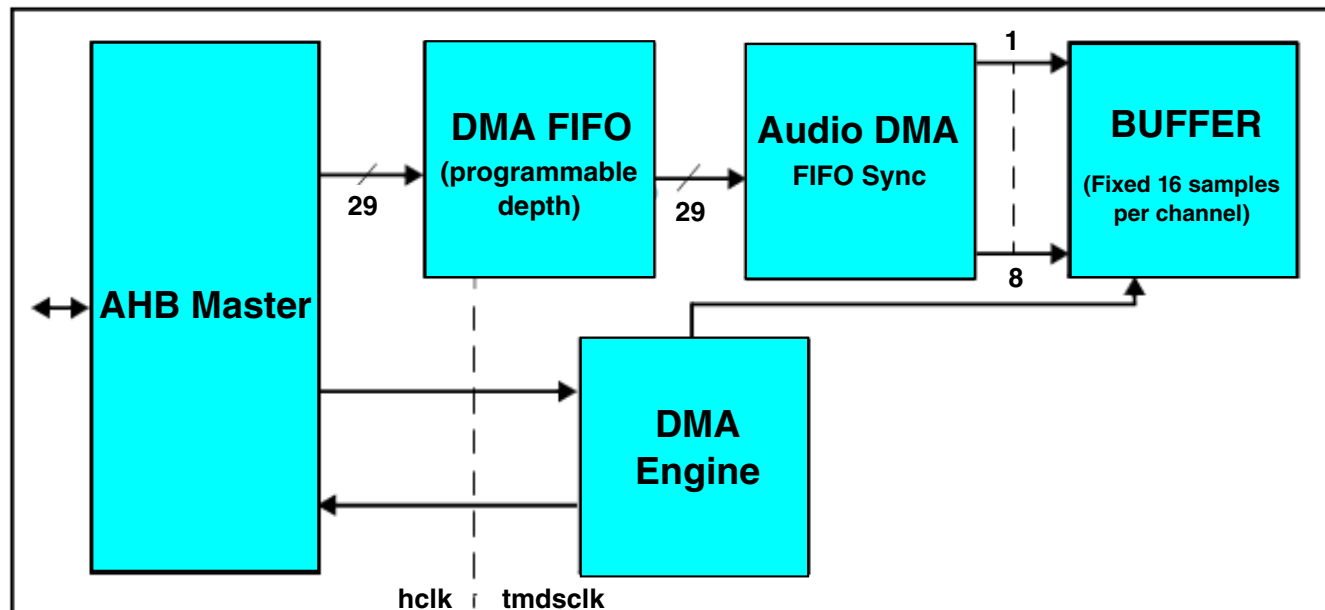 AHB Master
29
DMA FIFO
(programmable
depth)
29
Audio DMA
FIFO Sync
1
8
BUFFER
(Fixed 16 samples
per channel)
DMA
Engine
hclk
tmdsclk